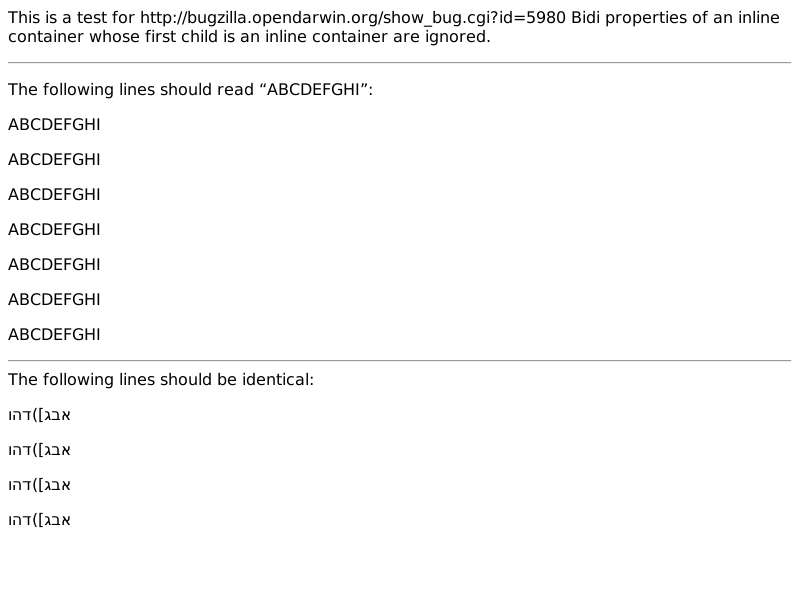 This is a test for http://bugzilla.opendarwin.org/show_bug.cgi?id=5980 Bidi properties of an inline
container whose first child is an inline container are ignored.
The following lines should read “ABCDEFGHI”:
ABCDEFGHI
ABCDEFGHI
ABCDEFGHI
ABCDEFGHI
ABCDEFGHI
ABCDEFGHI
ABCDEFGHI
The following lines should be identical:
אבג])דהו
אבג])דהו
אבג])דהו
אבג])דהו